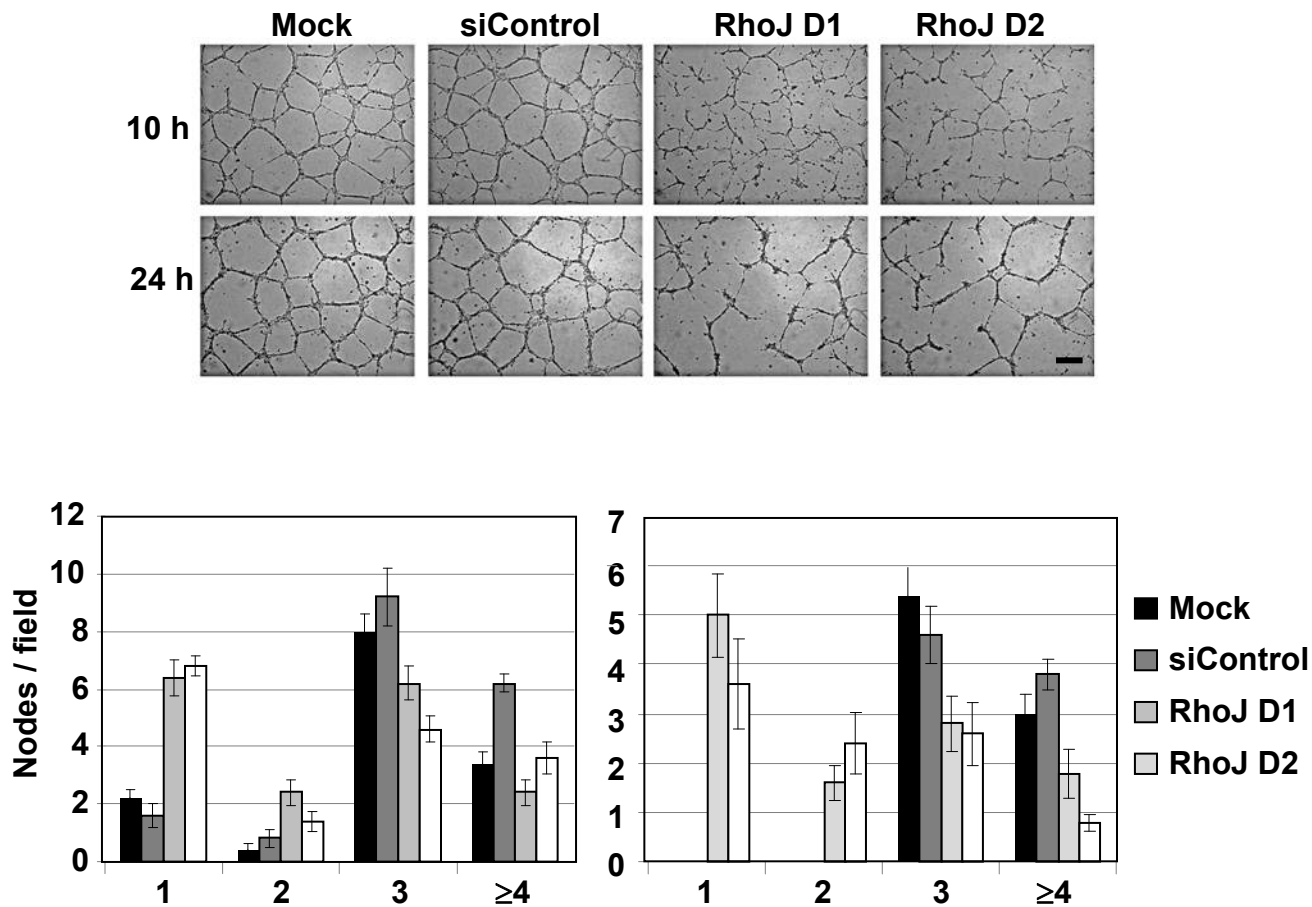 Mock siControl RhoJ D1 RhoJ D2
10 h
24 h
Nodes / field
12
10
8
6
4
2
0
1 2 3 ≥4
7
6
5
4
3
2
1
0
1 2 3 ≥4
Mock
siControl
RhoJ D1
RhoJ D2